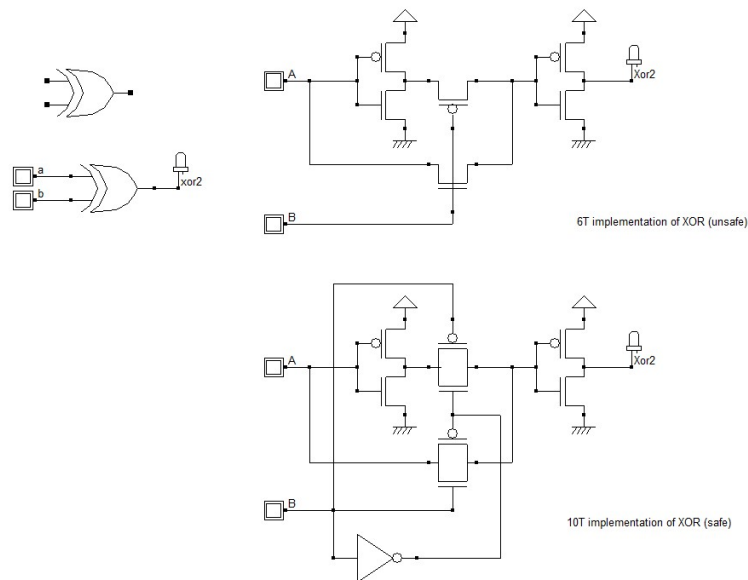 A
Xor2
a
b
xor2
B
6T implementation of XOR (unsafe)
A
Xor2
B
10T implementation of XOR (safe)